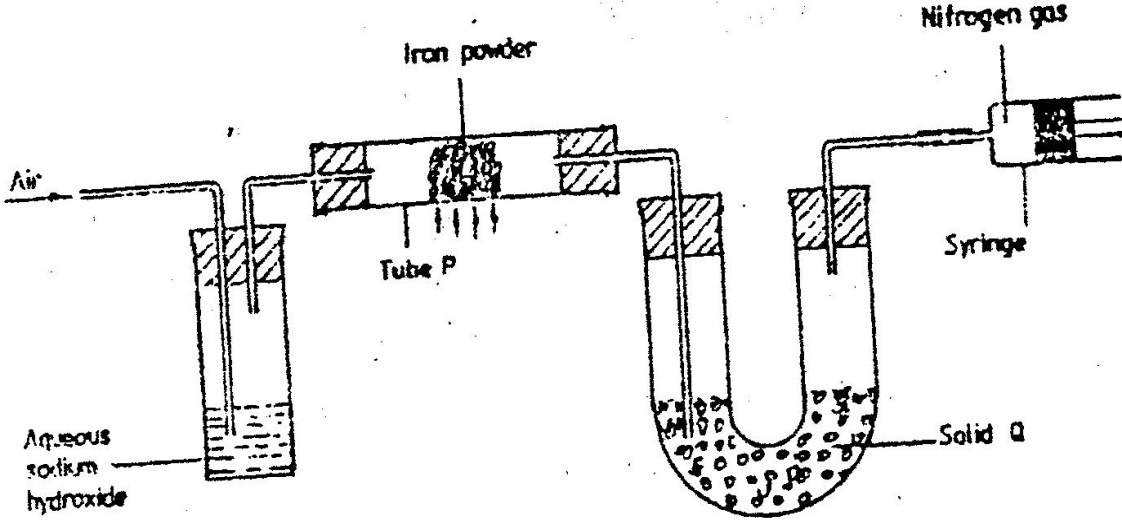 Nitrogen gas
Iron powder
Air
Tube P
Syringe
Solid Q
Aqueous
sodium
hydroxide